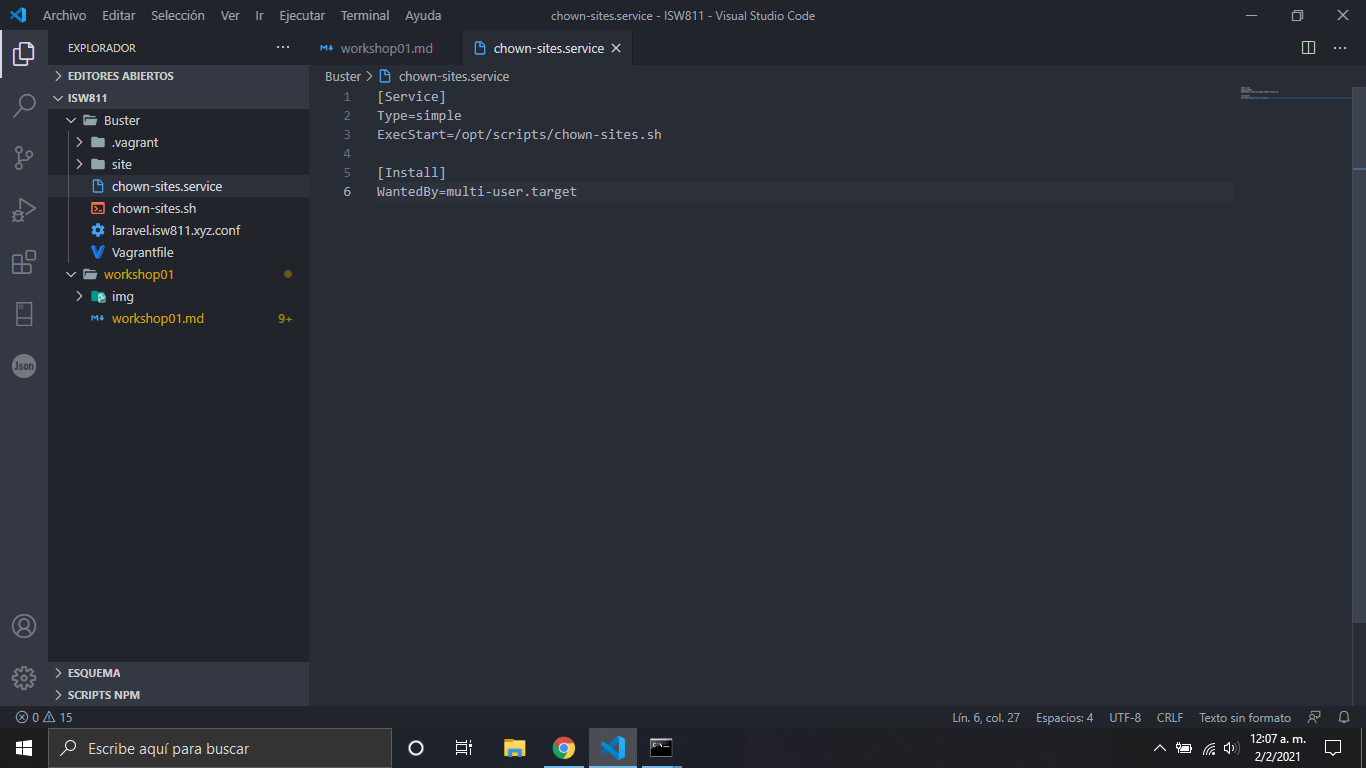 Archivo Editar Selección Ver Ir Ejecutar Terminal Ayuda chown-sites.service - ISW811 - Visual Studio Code
EXPLORADOR
workshop01.md chown-sites.service
EDITORES ABIERTOS
ISW811
Buster
.vagrant
site
chown-sites.service
chown-sites.sh
laravel.isw811.xyz.conf
Vagrantfile
workshop01
img
workshop01.md 9+
Json
ESQUEMA
SCRIPTS NPM
Buster > chown-sites.service
1 [Service]
2 Type=simple
3 ExecStart=/opt/scripts/chown-sites.sh
4
5 [Install]
6 WantedBy=multi-user.target
0 15 Lín. 6, col. 27 Espacios: 4 UTF-8 CRLF Texto sin formato
Escribe aquí para buscar
12:07 a. m.
2/2/2021